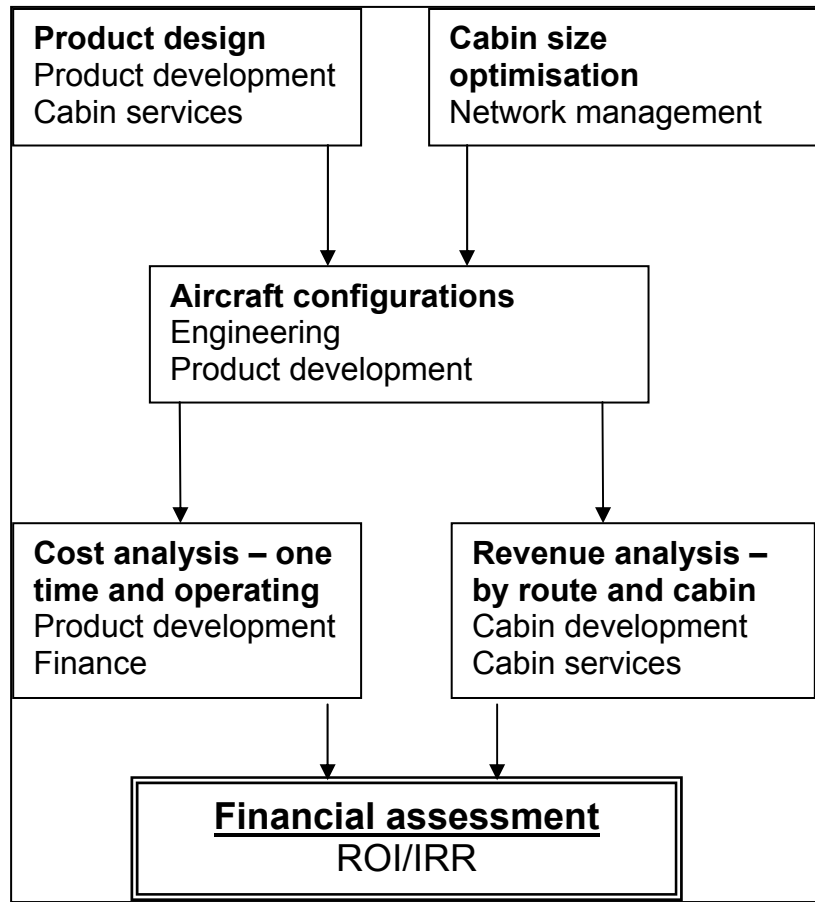 Product design
Product development
Cabin services
Cabin size
optimisation
Network management
Aircraft configurations
Engineering
Product development
Cost analysis – one
time and operating
Product development
Finance
Revenue analysis –
by route and cabin
Cabin development
Cabin services
Financial assessment
ROI/IRR